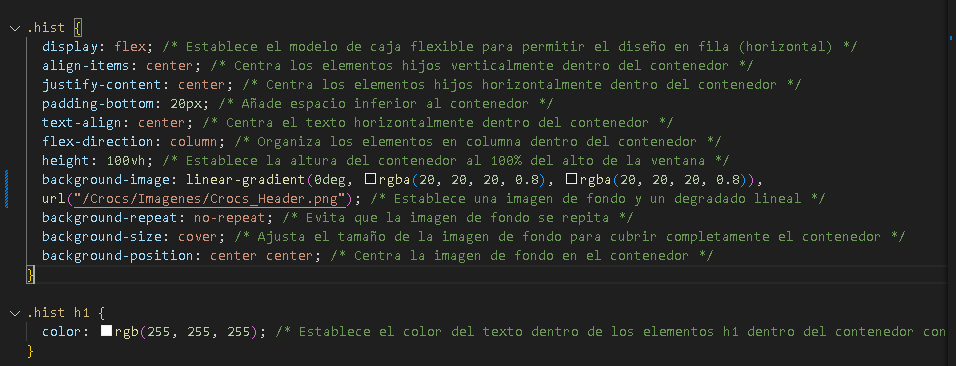 .hist {
display: flex; /* Establece el modelo de caja flexible para permitir el diseño en fila (horizontal) */
align-items: center; /* Centra los elementos hijos verticalmente dentro del contenedor */
justify-content: center; /* Centra los elementos hijos horizontalmente dentro del contenedor */
padding-bottom: 20px; /* Añade espacio inferior al contenedor */
text-align: center; /* Centra el texto horizontalmente dentro del contenedor */
flex-direction: column; /* Organiza los elementos en columna dentro del contenedor */
height: 100vh; /* Establece la altura del contenedor al 100% del alto de la ventana */
background-image: linear-gradient(0deg, rgba(20, 20, 20, 0.8), rgba(20, 20, 20, 0.8)),
url("/Crocs/Imagenes/Crocs_Header.png"); /* Establece una imagen de fondo y un degradado lineal */
background-repeat: no-repeat; /* Evita que la imagen de fondo se repita */
background-size: cover; /* Ajusta el tamaño de la imagen de fondo para cubrir completamente el contenedor */
background-position: center center; /* Centra la imagen de fondo en el contenedor */
}
.hist h1 {
color: rgb(255, 255, 255); /* Establece el color del texto dentro de los elementos h1 dentro del contenedor con
}